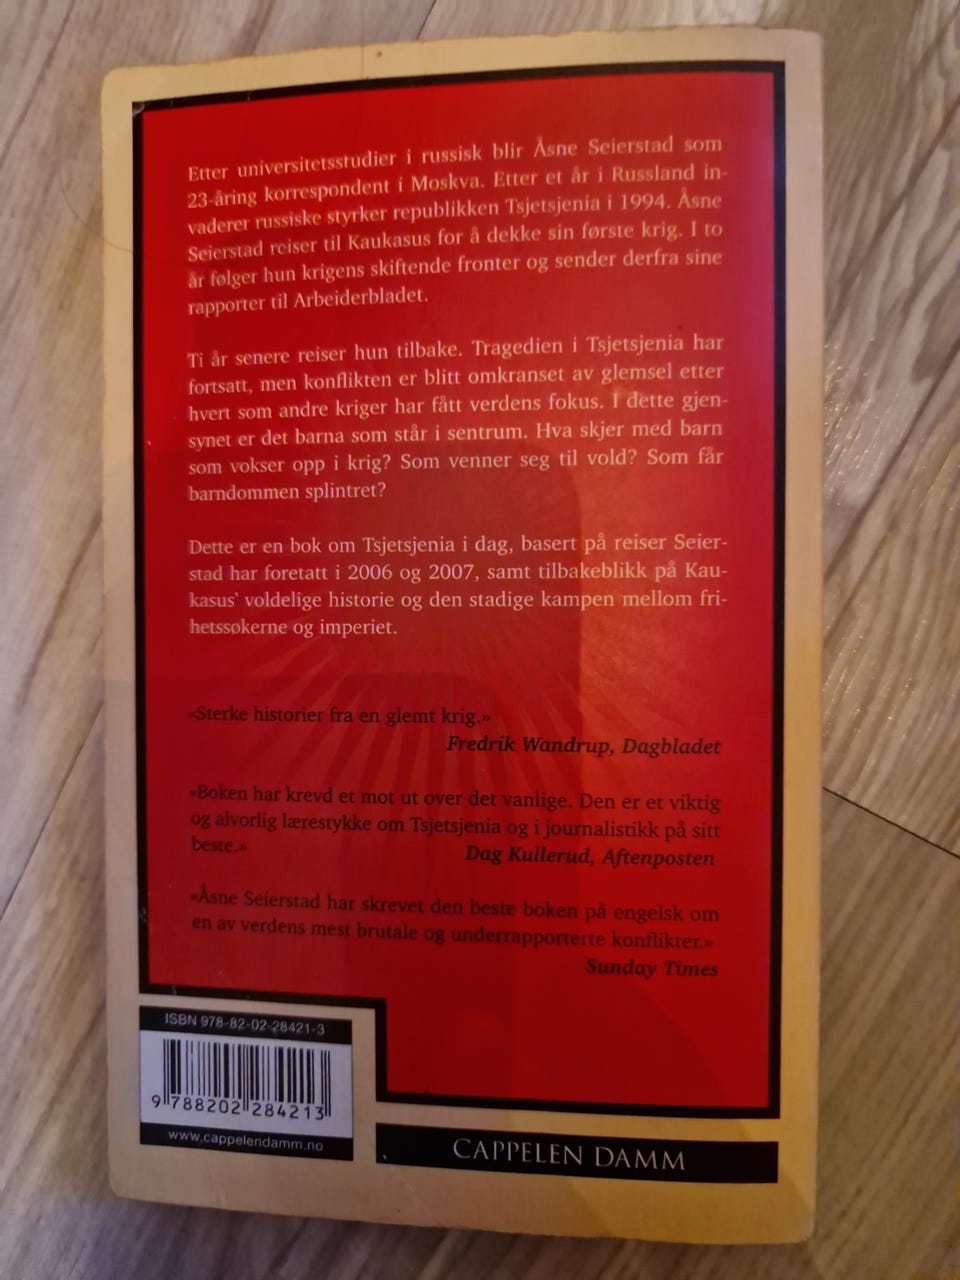 Etter universitetsstudier i russisk blir Åsne Seierstad som
23-åring korrespondent i Moskva. Etter et år i Russland in-
vaderer russiske styrker republikken Tsjetsjenia i 1994. Åsne
Seierstad reiser til Kaukasus for å dekke sin første krig. I to
år følger hun krigens skiftende fronter og sender derfra sine
rapporter til Arbeiderbladet.
Ti år senere reiser hun tilbake. Tragedien i Tsjetsjenia har
fortsatt, men konflikten er blitt omkranset av glemsel etter
hvert som andre kriger har fått verdens fokus. I dette gjen-
synet er det barna som står i sentrum. Hva skjer med barn
som vokser opp i krig? Som venner seg til vold? Som får
barndommen splintret?
Dette er en bok om Tsjetsjenia i dag, basert på reiser Seier-
stad har foretatt i 2006 og 2007, samt tilbakeblikk på Kau-
kasus’ voldelige historie og den stadige kampen mellom fri-
hetssøkerne og imperiet.
«Sterke historier fra en glemt krig.»
Fredrik Wandrup, Dagbladet
«Boken har krevd et mot ut over det vanlige. Den er et viktig
og alvorlig lærestykke om Tsjetsjenia og i journalistikk på sitt
beste.»
Dag Kullerud, Aftenposten
«Åsne Seierstad har skrevet den beste boken på engelsk om
en av verdens mest brutale og underrapporterte konflikter.»
Sunday Times
ISBN 978-82-02-28421-3
9 788202 284213
www.cappelendamm.no
CAPPELEN DAMM